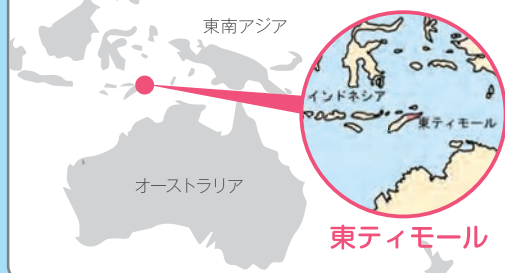 東南アジア
インドネシア
東ティモール
オーストラリア
東ティモール